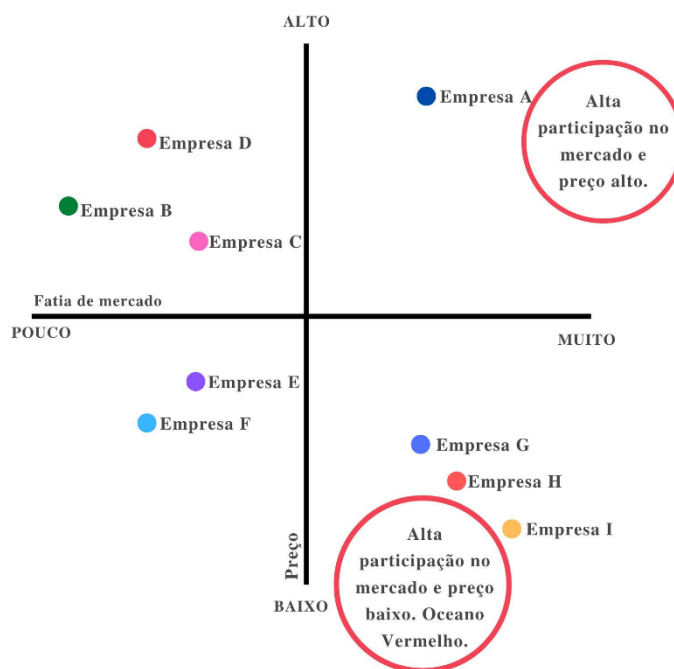 ALTO
Empresa A
Alta
participação no
mercado e
preço alto.
Empresa D
Empresa B
Empresa C
Fatia de mercado
POUCO
MUITO
Empresa E
Empresa F
Empresa G
Empresa H
Empresa I
Alta
participação no
mercado e preço
baixo. Oceano
Vermelho.
Preço
BAIXO